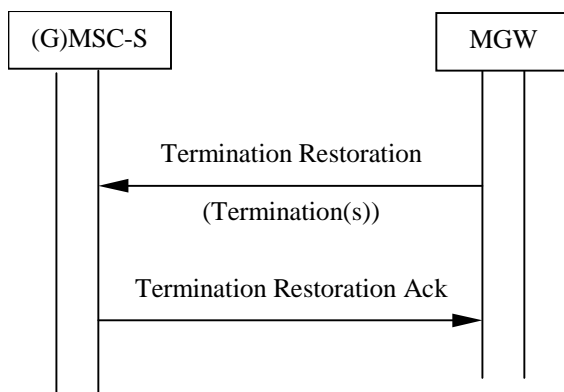 (G)MSC-S
MGW
Termination Restoration
(Termination(s))
Termination Restoration Ack